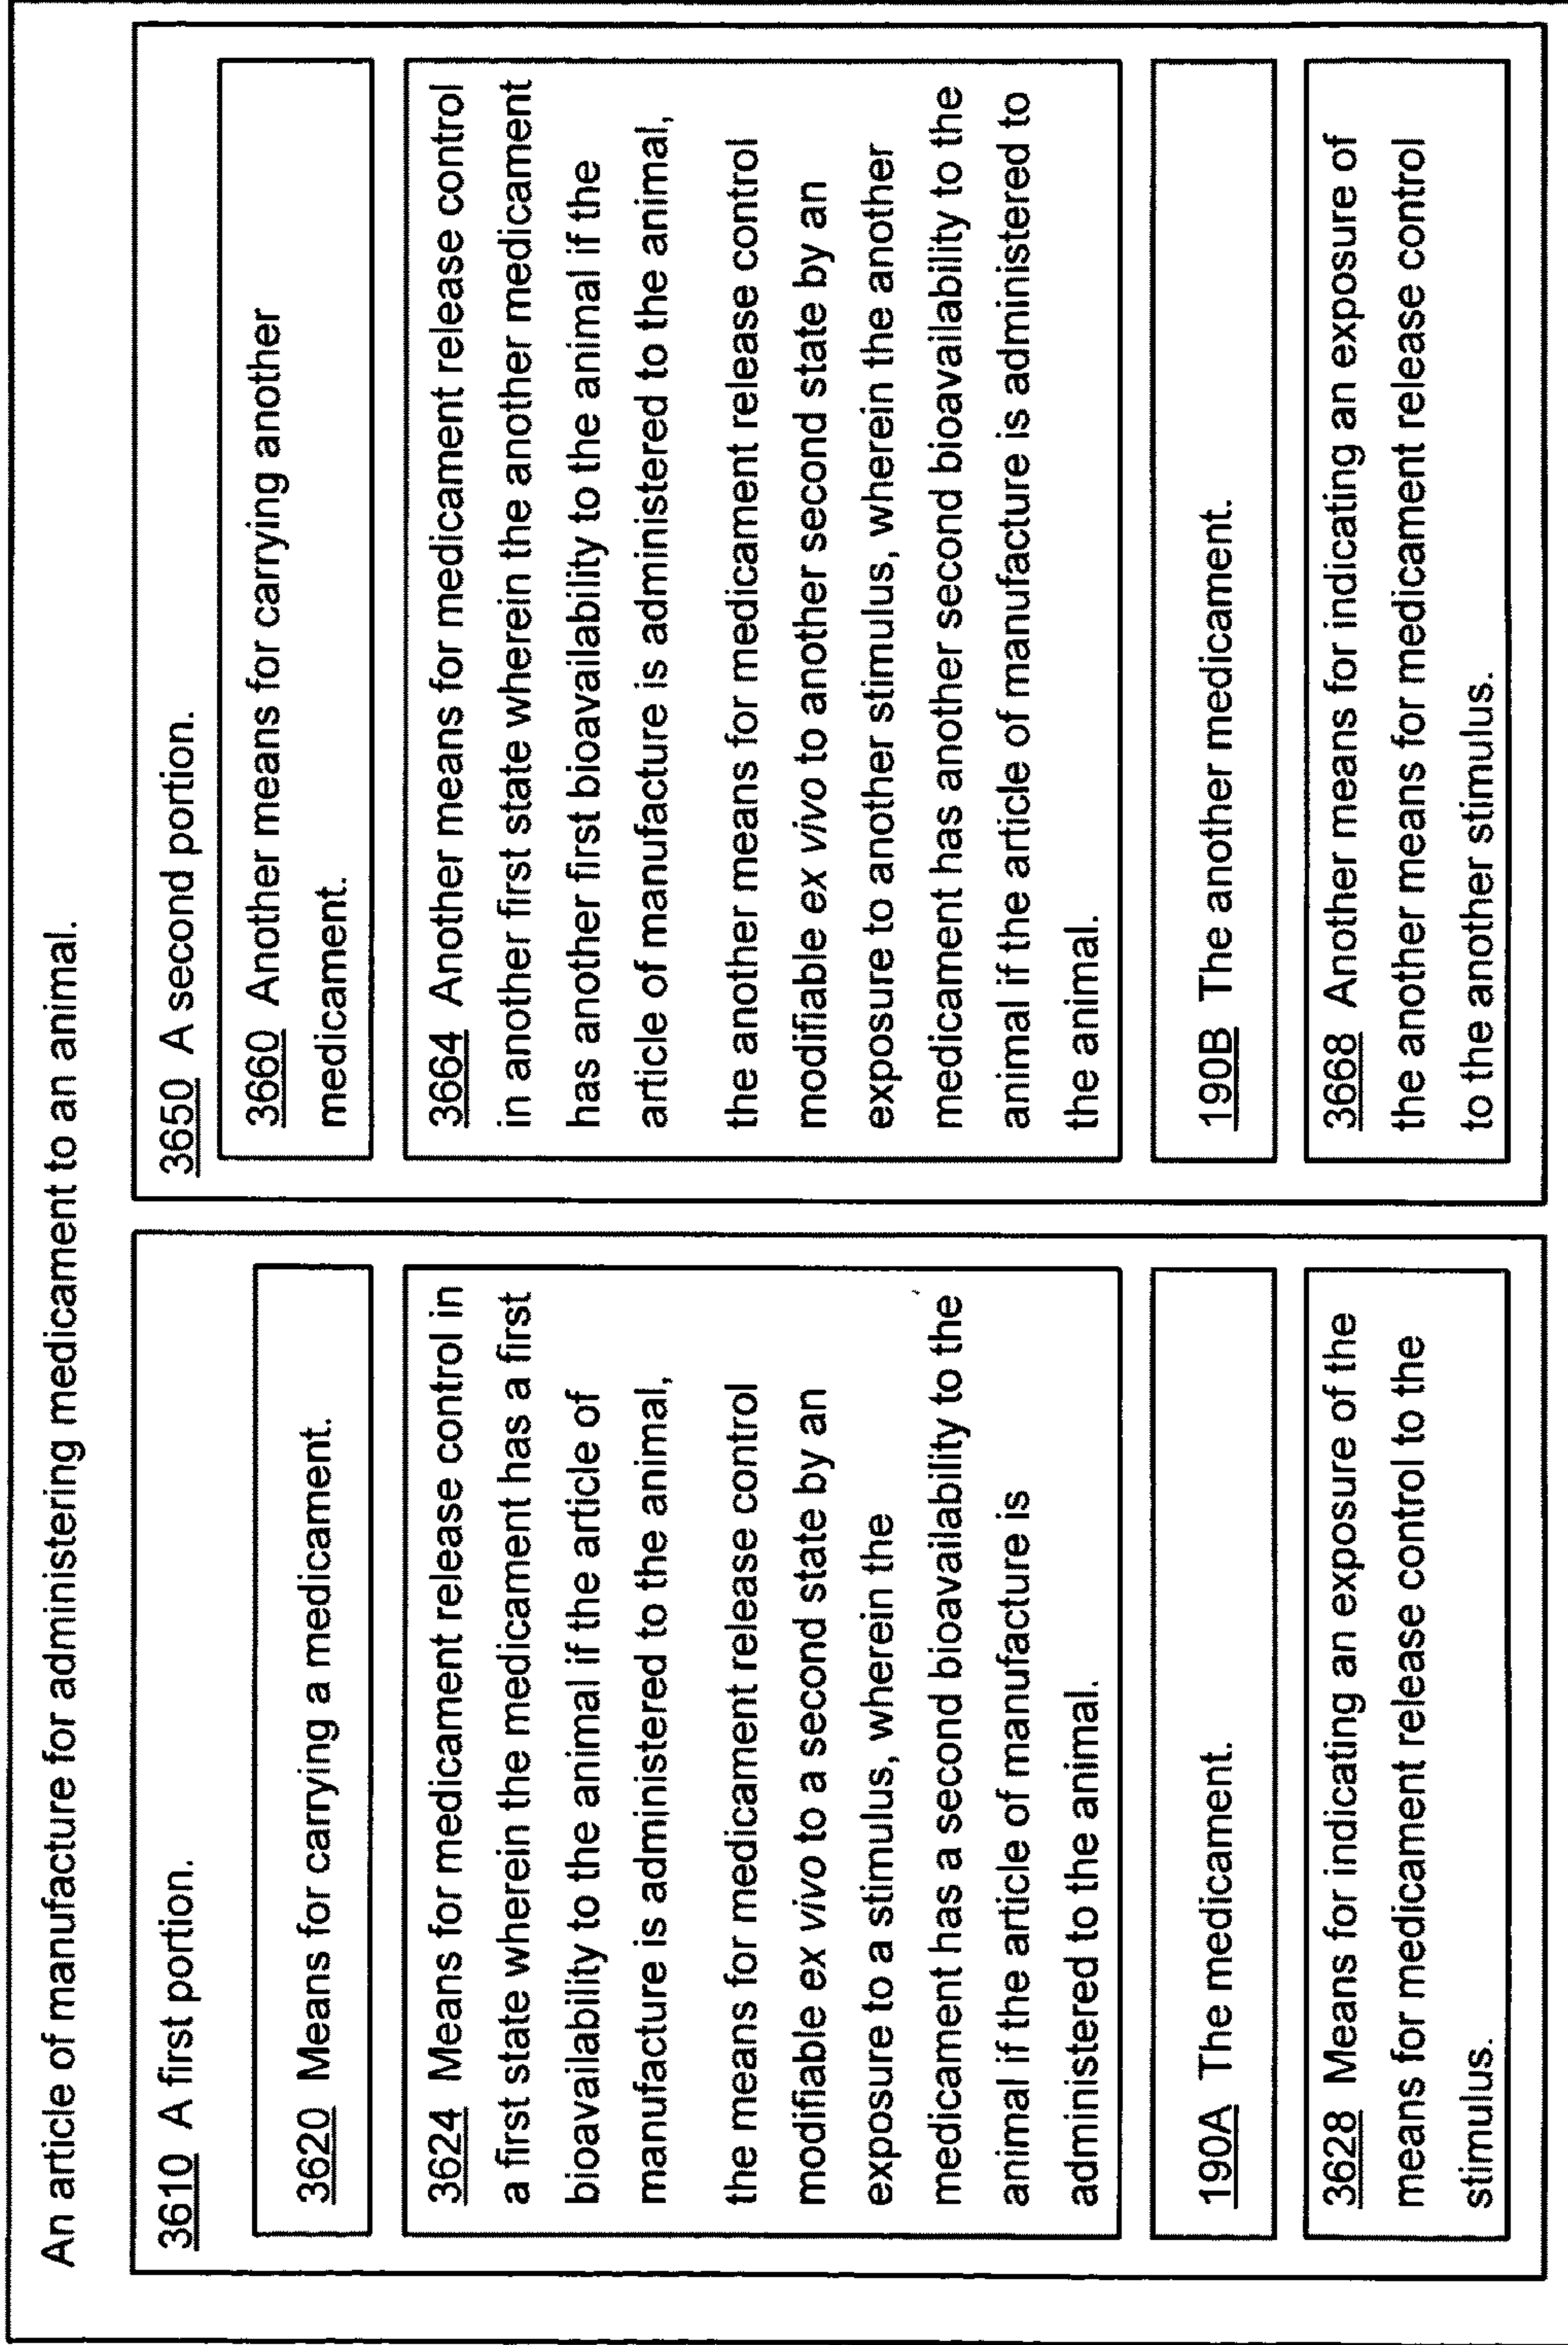 An article of manufacture for administering medicament to an animal.
3610 A first portion.
3620 Means for carrying a medicament.
3624 Means for medicament release control in
a first state wherein the medicament has a first
bioavailability to the animal if the article of
manufacture is administered to the animal,
the means for medicament release control
modifiable ex vivo to a second state by an
exposure to a stimulus, wherein the
medicament has a second bioavailability to the
animal if the article of manufacture is
administered to the animal.
190A The medicament.
3628 Means for indicating an exposure of the
means for medicament release control to the
stimulus.
3650 A second portion.
3660 Another means for carrying another
medicament.
3664 Another means for medicament release control
in another first state wherein the another medicament
has another first bioavailability to the animal if the
article of manufacture is administered to the animal,
the another means for medicament release control
modifiable ex vivo to another second state by an
exposure to another stimulus, wherein the another
medicament has another second bioavailability to the
animal if the article of manufacture is administered to
the animal.
190B The another medicament.
3668 Another means for indicating an exposure of
the another means for medicament release control
to the another stimulus.